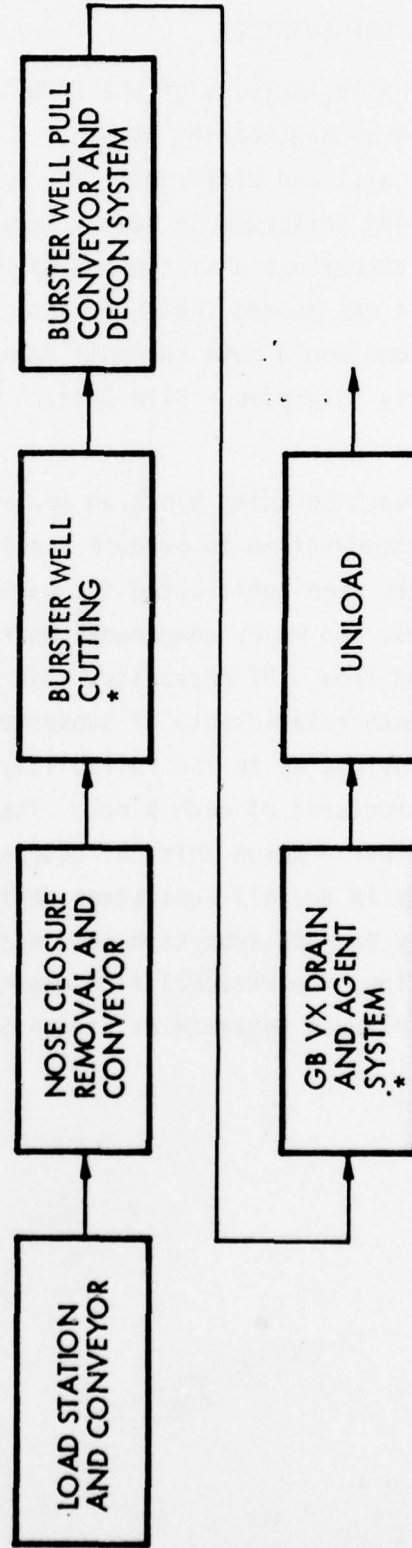 LOAD STATION
AND CONVEYOR
NOSE CLOSURE
REMOVAL AND
CONVEYOR
BURSTER WELL
CUTTING
*
BURSTER WELL PULL
CONVEYOR AND
DECON SYSTEM
GB VX DRAIN
AND AGENT
SYSTEM
*
UNLOAD